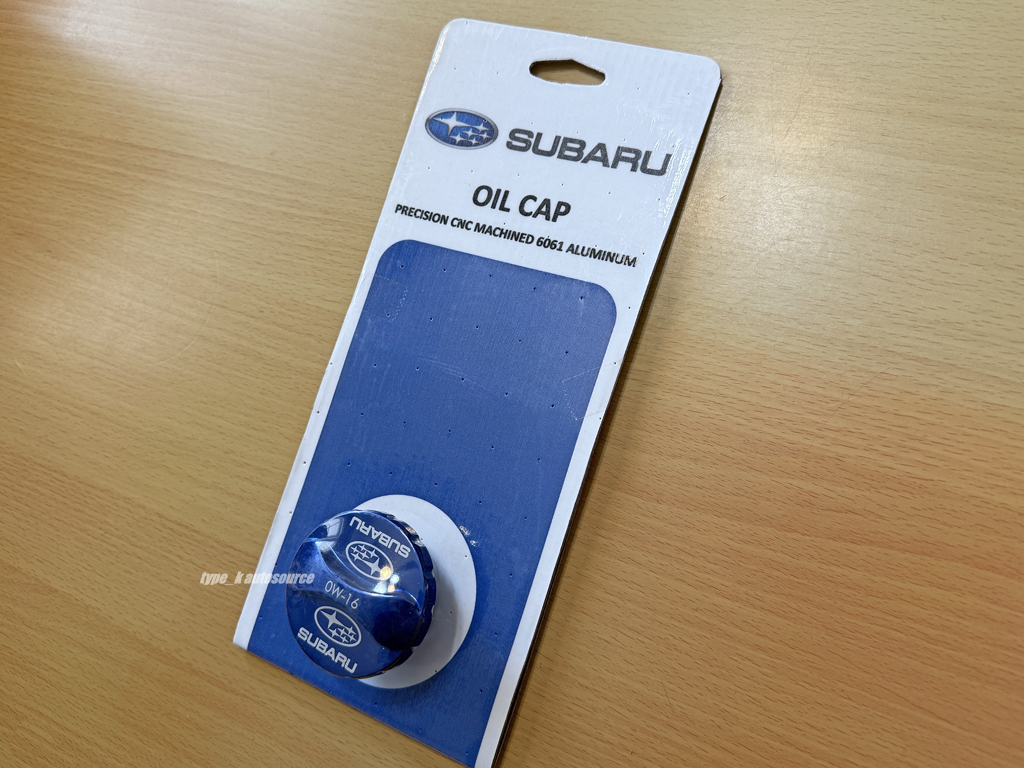 SUBARU
OIL CAP
PRECISION CNC MACHINED 6061 ALUMINUM
SUBARU
0W-16
SUBARU
type_k autosource